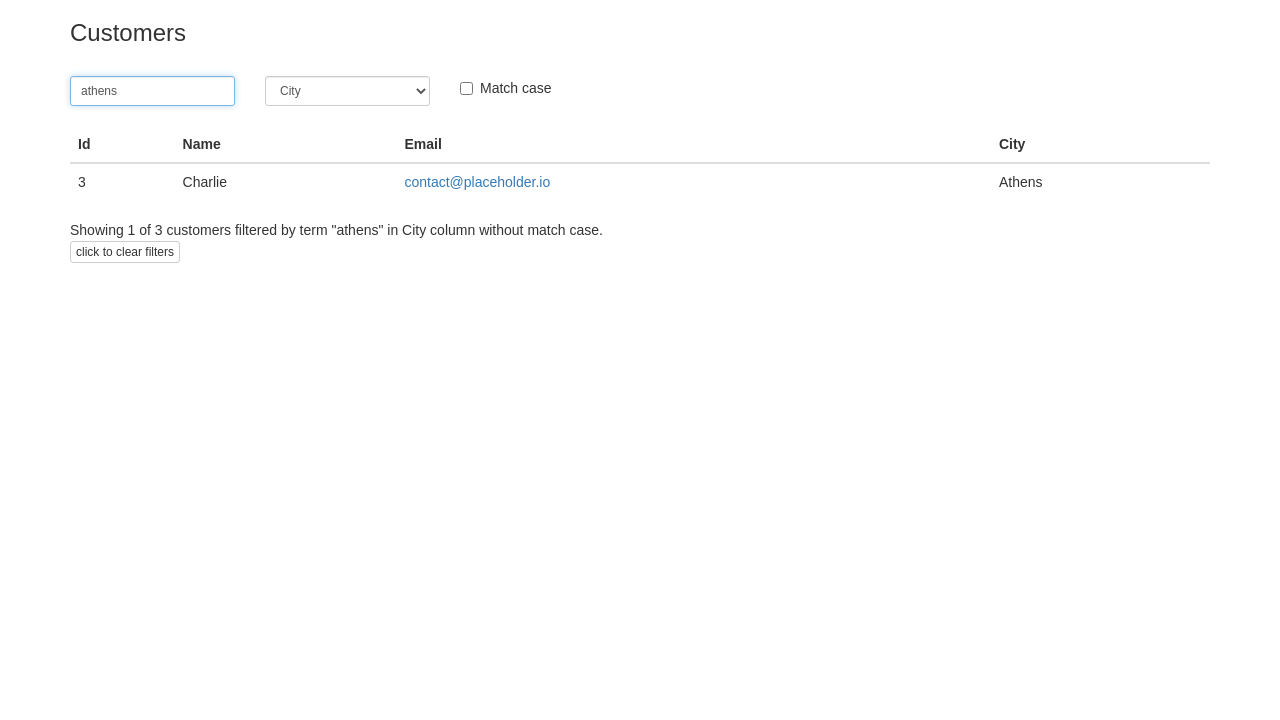 Customers
athens City Match case
Id Name Email City
3 Charlie contact@placeholder.io Athens
Showing 1 of 3 customers filtered by term "athens" in City column without match case.
click to clear filters